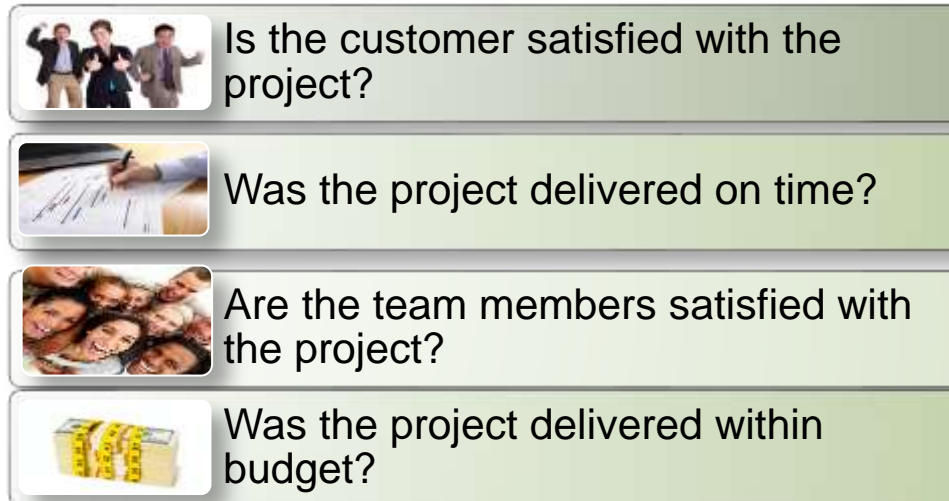 Is the customer satisfied with the
project?
Was the project delivered on time?
Are the team members satisfied with
the project?
Was the project delivered within
budget?